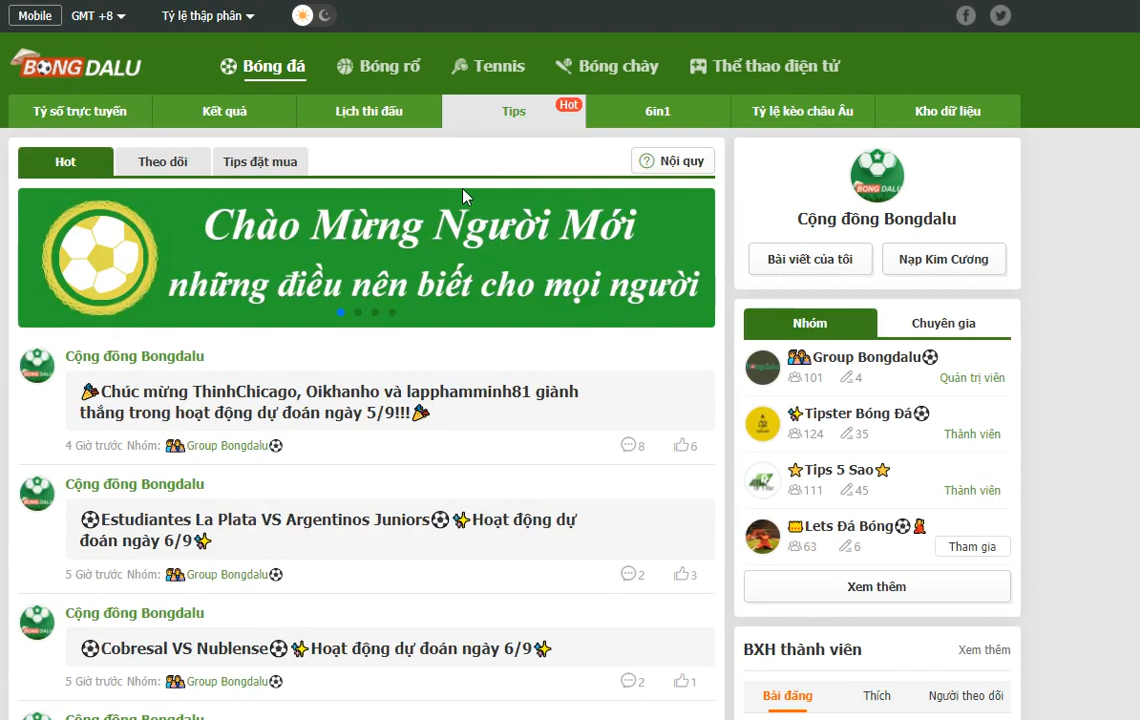 Mobile GMT +8 Tỷ lệ thập phân
BONG DALU Bóng đá Bóng rổ Tennis Bóng chày Thể thao điện tử
Tỷ số trực tuyến Kết quả Lịch thi đấu Tips Hot 6in1 Tỷ lệ kèo châu Âu Kho dữ liệu
Hot Theo dõi Tips đặt mua Nội quy
Chào Mừng Người Mới
những điều nên biết cho mọi người
Cộng đồng Bongdalu
🎉Chúc mừng ThinhChicago, Oikhanho và lapphamminh81 giành
thắng trong hoạt động dự đoán ngày 5/9!!!🎉
4 Giờ trước Nhóm: Group Bongdalu⚽ 8 6
Cộng đồng Bongdalu
⚽Estudiantes La Plata VS Argentinos Juniors⚽✨Hoạt động dự
đoán ngày 6/9✨
5 Giờ trước Nhóm: Group Bongdalu⚽ 2 3
Cộng đồng Bongdalu
⚽Cobresal VS Nublense⚽✨Hoạt động dự đoán ngày 6/9✨
5 Giờ trước Nhóm: Group Bongdalu⚽ 2 1
Cộng đồng Bongdalu
BONG DALU
Cộng đồng Bongdalu
Bài viết của tôi Nạp Kim Cương
Nhóm Chuyên gia
Group Bongdalu⚽
101 4 Quản trị viên
✨Tipster Bóng Đá⚽
124 35 Thành viên
⭐Tips 5 Sao⭐
111 45 Thành viên
Lets Đá Bóng⚽💃
63 6 Tham gia
Xem thêm
BXH thành viên Xem thêm
Bài đăng Thích Người theo dõi